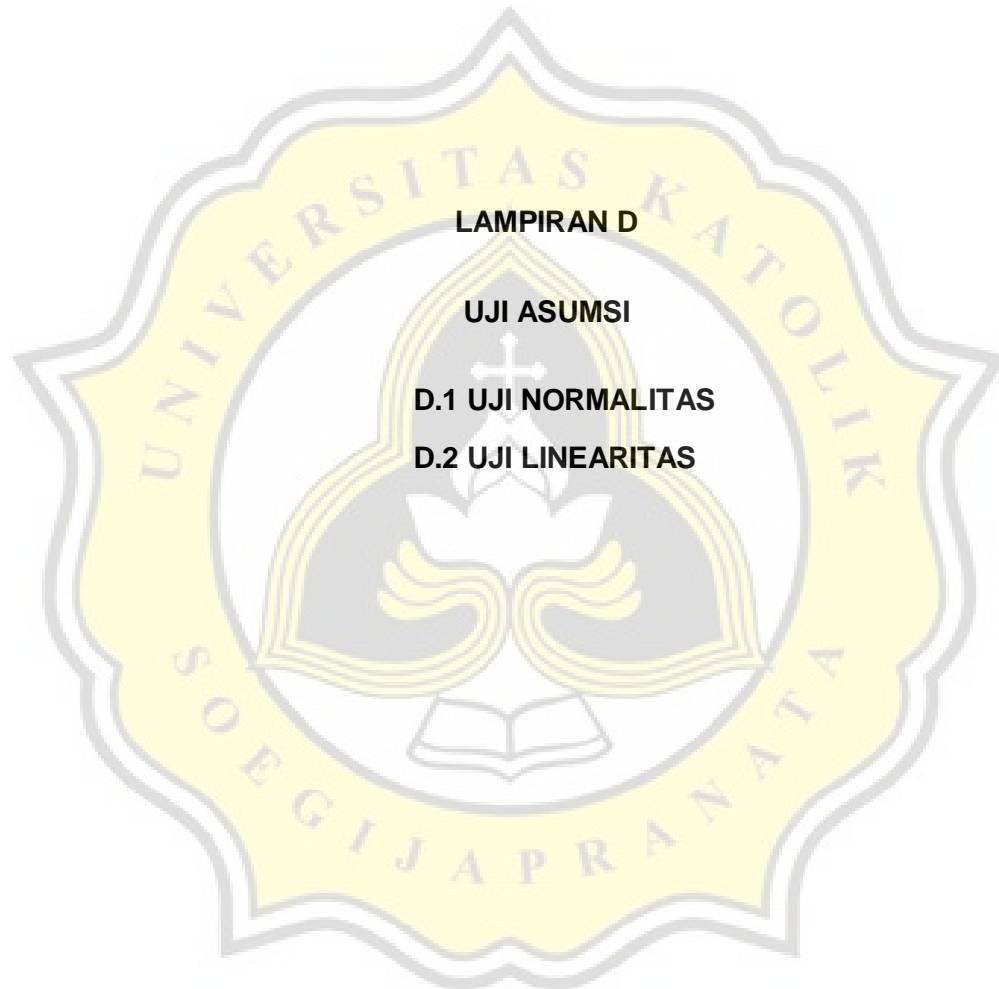 UNIVERSITAS KATOLIK
SOEGIJAPRANATA
LAMPIRAN D
UJI ASUMSI
D.1 UJI NORMALITAS
D.2 UJI LINEARITAS